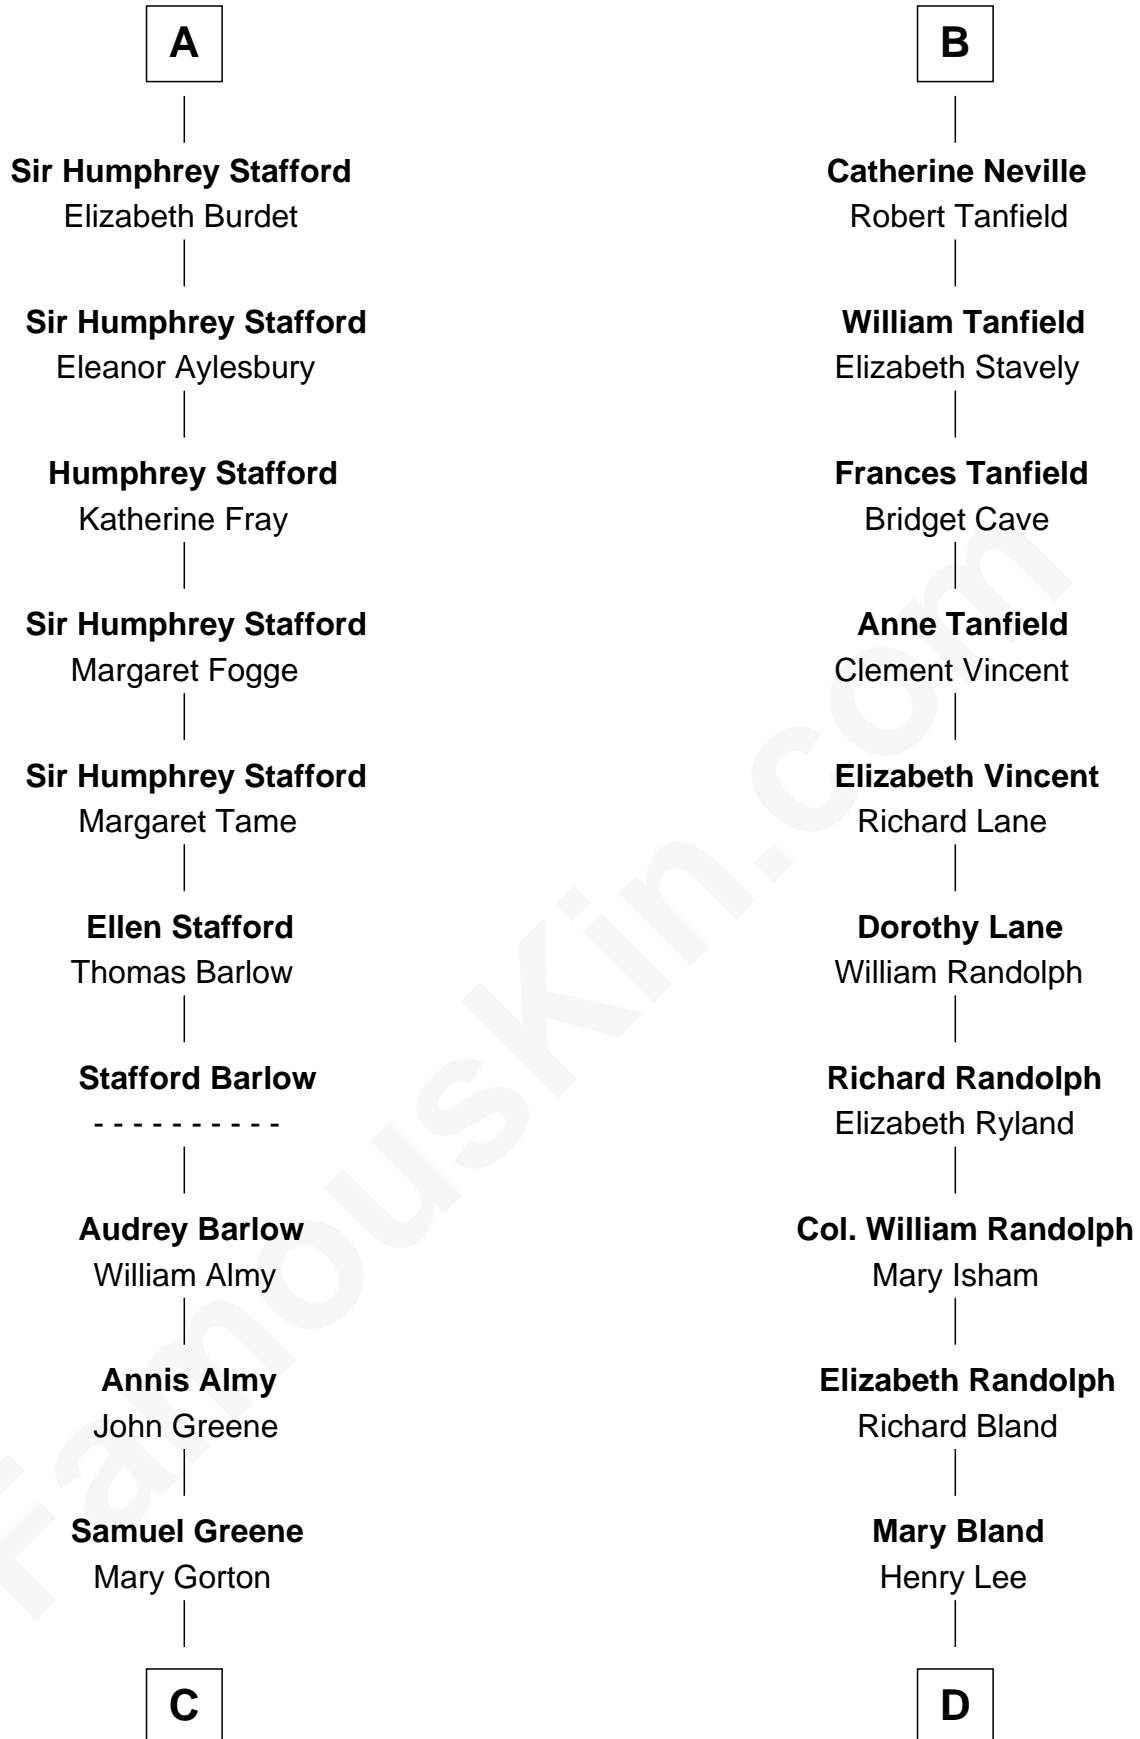 A
Sir Humphrey Stafford
Elizabeth Burdet
Sir Humphrey Stafford
Eleanor Aylesbury
Humphrey Stafford
Katherine Fray
Sir Humphrey Stafford
Margaret Fogge
Sir Humphrey Stafford
Margaret Tame
Ellen Stafford
Thomas Barlow
Stafford Barlow
- - - - - - - - - -
Audrey Barlow
William Almy
Annis Almy
John Greene
Samuel Greene
Mary Gorton
C
B
Catherine Neville
Robert Tanfield
William Tanfield
Elizabeth Stavely
Frances Tanfield
Bridget Cave
Anne Tanfield
Clement Vincent
Elizabeth Vincent
Richard Lane
Dorothy Lane
William Randolph
Richard Randolph
Elizabeth Ryland
Col. William Randolph
Mary Isham
Elizabeth Randolph
Richard Bland
Mary Bland
Henry Lee
D
FamousKin.com